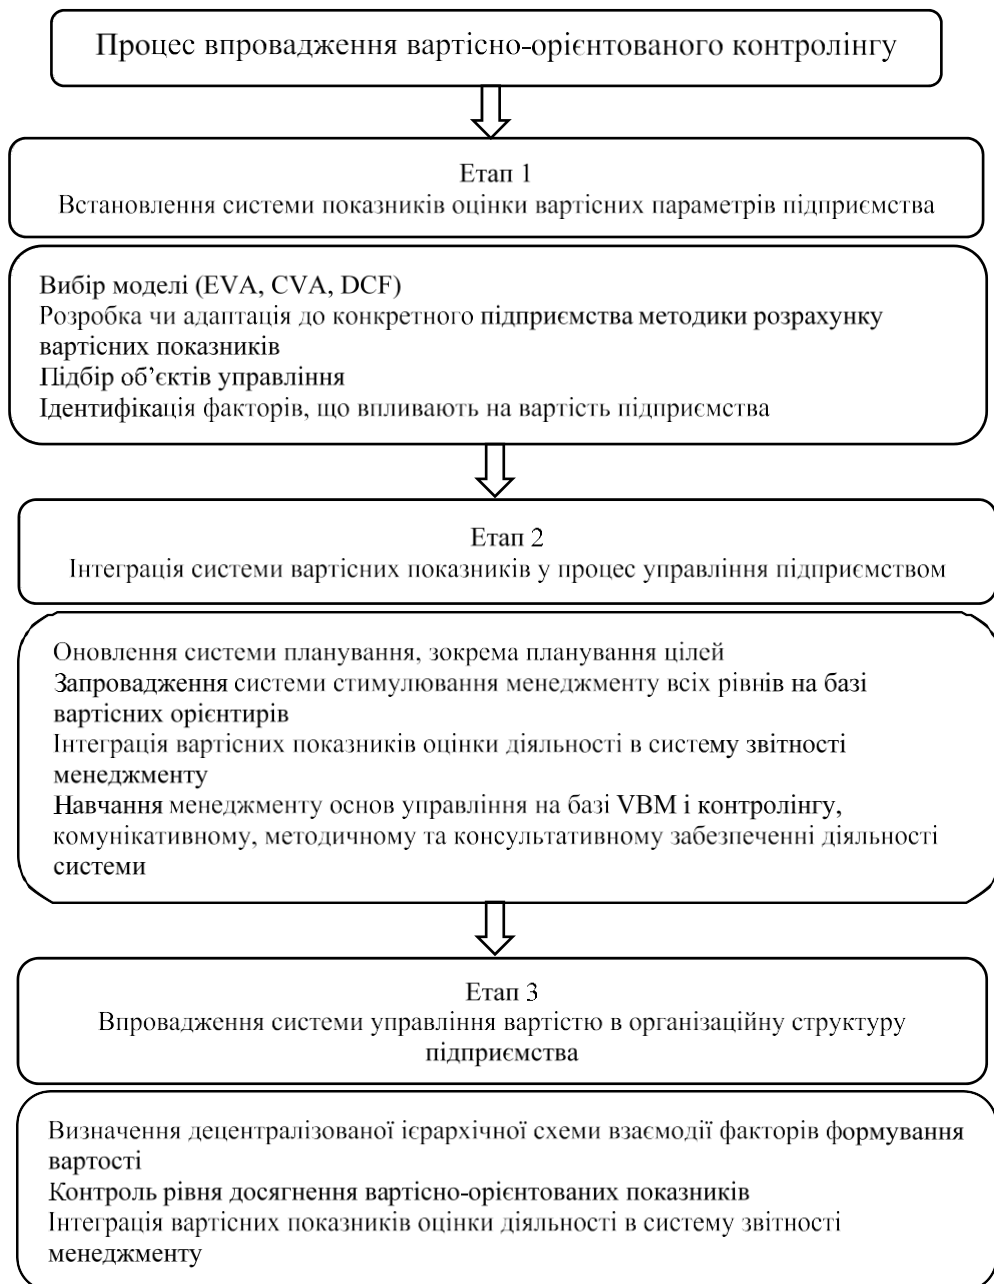 Процес впровадження вартісно-орієнтованого контролінгу
Етап 1
Встановлення системи показників оцінки вартісних параметрів підприємства
Вибір моделі (EVA, CVA, DCF)
Розробка чи адаптація до конкретного підприємства методики розрахунку
вартісних показників
Підбір об’єктів управління
Ідентифікація факторів, що впливають на вартість підприємства
Етап 2
Інтеграція системи вартісних показників у процес управління підприємством
Оновлення системи планування, зокрема планування цілей
Запровадження системи стимулювання менеджменту всіх рівнів на базі
вартісних орієнтирів
Інтеграція вартісних показників оцінки діяльності в систему звітності
менеджменту
Навчання менеджменту основ управління на базі VBM і контролінгу,
комунікативному, методичному та консультативному забезпеченні діяльності
системи
Етап 3
Впровадження системи управління вартістю в організаційну структуру
підприємства
Визначення децентралізованої ієрархічної схеми взаємодії факторів формування
вартості
Контроль рівня досягнення вартісно-орієнтованих показників
Інтеграція вартісних показників оцінки діяльності в систему звітності
менеджменту